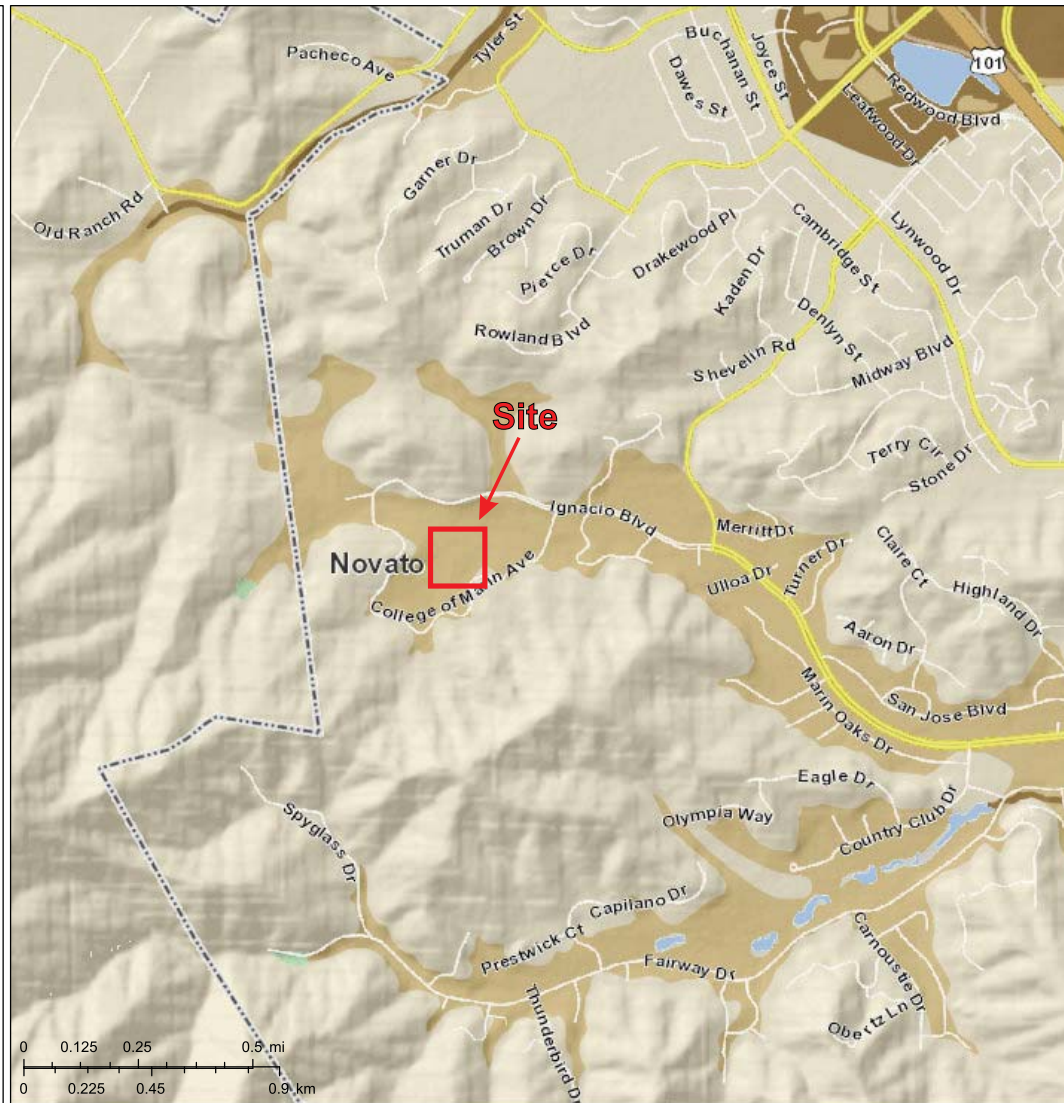 Pacheco Ave
Tyler St
Buchanan St
Joyce St
Dawes St
101
Redwood Blvd
Leafwood Dr
Garner Dr
Old Ranch Rd
Truman Dr
Brown Dr
Pierce Dr
Drakewood Pl
Kaden Dr
Cambridge St
Lynwood Dr
Rowland Blvd
Denlyn St
Shevelin Rd
Midway Blvd
Site
Terry Cir
Stone Dr
Ignacio Blvd
Merritt Dr
Novato
Turner Dr
Claire Ct
Ulloa Dr
Highland Dr
College of Marin Ave
Aaron Dr
San Jose Blvd
Marin Oaks Dr
Eagle Dr
Olympia Way
Country Club Dr
Spyglass Dr
Capilano Dr
Prestwick Ct
Fairway Dr
Carnoustie Dr
Obertz Ln
Thunderbird Dr
0 0.125 0.25 0.5 mi
0 0.225 0.45 0.9 km